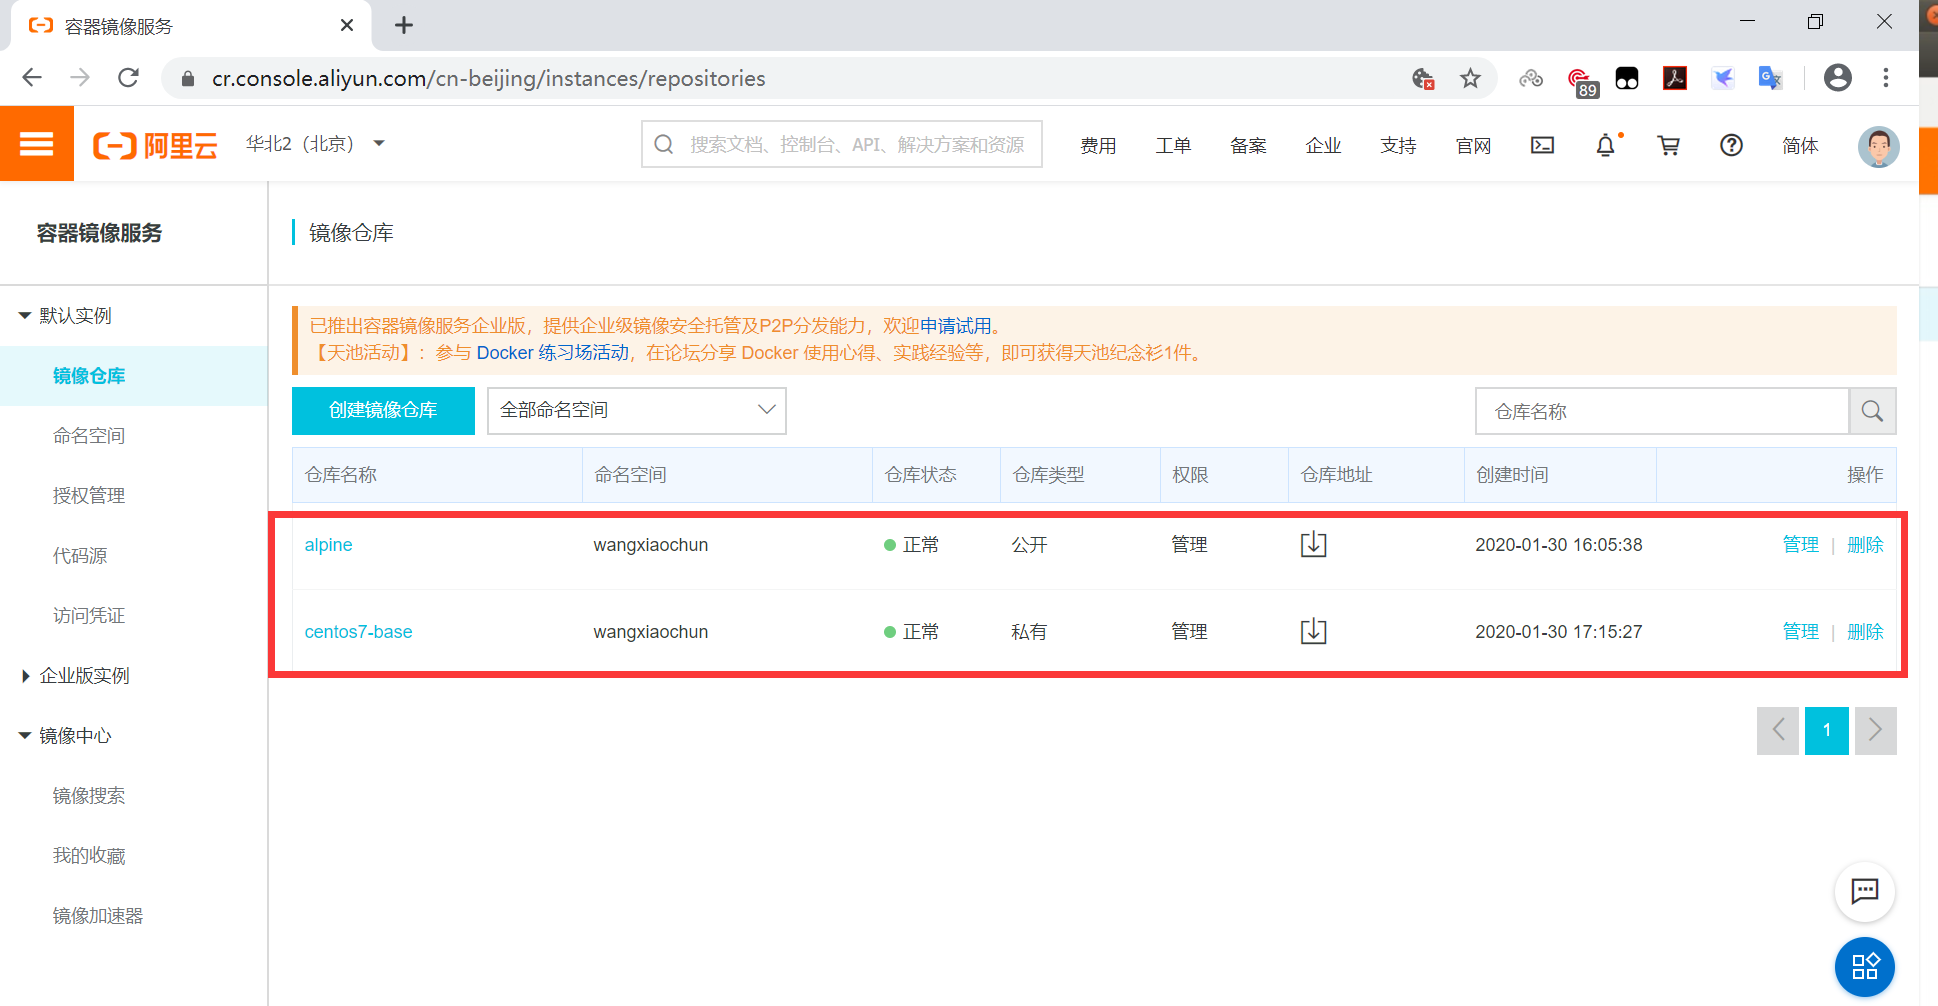 容器镜像服务
cr.console.aliyun.com/cn-beijing/instances/repositories
89
阿里云 华北2（北京） 搜索文档、控制台、API、解决方案和资源 费用 工单 备案 企业 支持 官网 简体
容器镜像服务
默认实例
镜像仓库
命名空间
授权管理
代码源
访问凭证
企业版实例
镜像中心
镜像搜索
我的收藏
镜像加速器
镜像仓库
已推出容器镜像服务企业版，提供企业级镜像安全托管及P2P分发能力，欢迎申请试用。
【天池活动】：参与 Docker 练习场活动，在论坛分享 Docker 使用心得、实践经验等，即可获得天池纪念衫1件。
创建镜像仓库 全部命名空间 仓库名称
仓库名称 命名空间 仓库状态 仓库类型 权限 仓库地址 创建时间 操作
alpine wangxiaochun 正常 公开 管理 2020-01-30 16:05:38 管理 | 删除
centos7-base wangxiaochun 正常 私有 管理 2020-01-30 17:15:27 管理 | 删除
1